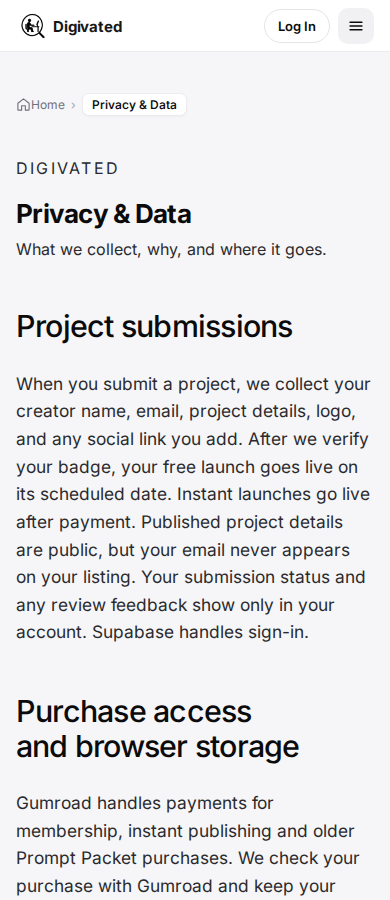 Digivated
Log In
Home › Privacy & Data
DIGIVATED
Privacy & Data
What we collect, why, and where it goes.
Project submissions
When you submit a project, we collect your
creator name, email, project details, logo,
and any social link you add. After we verify
your badge, your free launch goes live on
its scheduled date. Instant launches go live
after payment. Published project details
are public, but your email never appears
on your listing. Your submission status and
any review feedback show only in your
account. Supabase handles sign-in.
Purchase access
and browser storage
Gumroad handles payments for
membership, instant publishing and older
Prompt Packet purchases. We check your
purchase with Gumroad and keep your